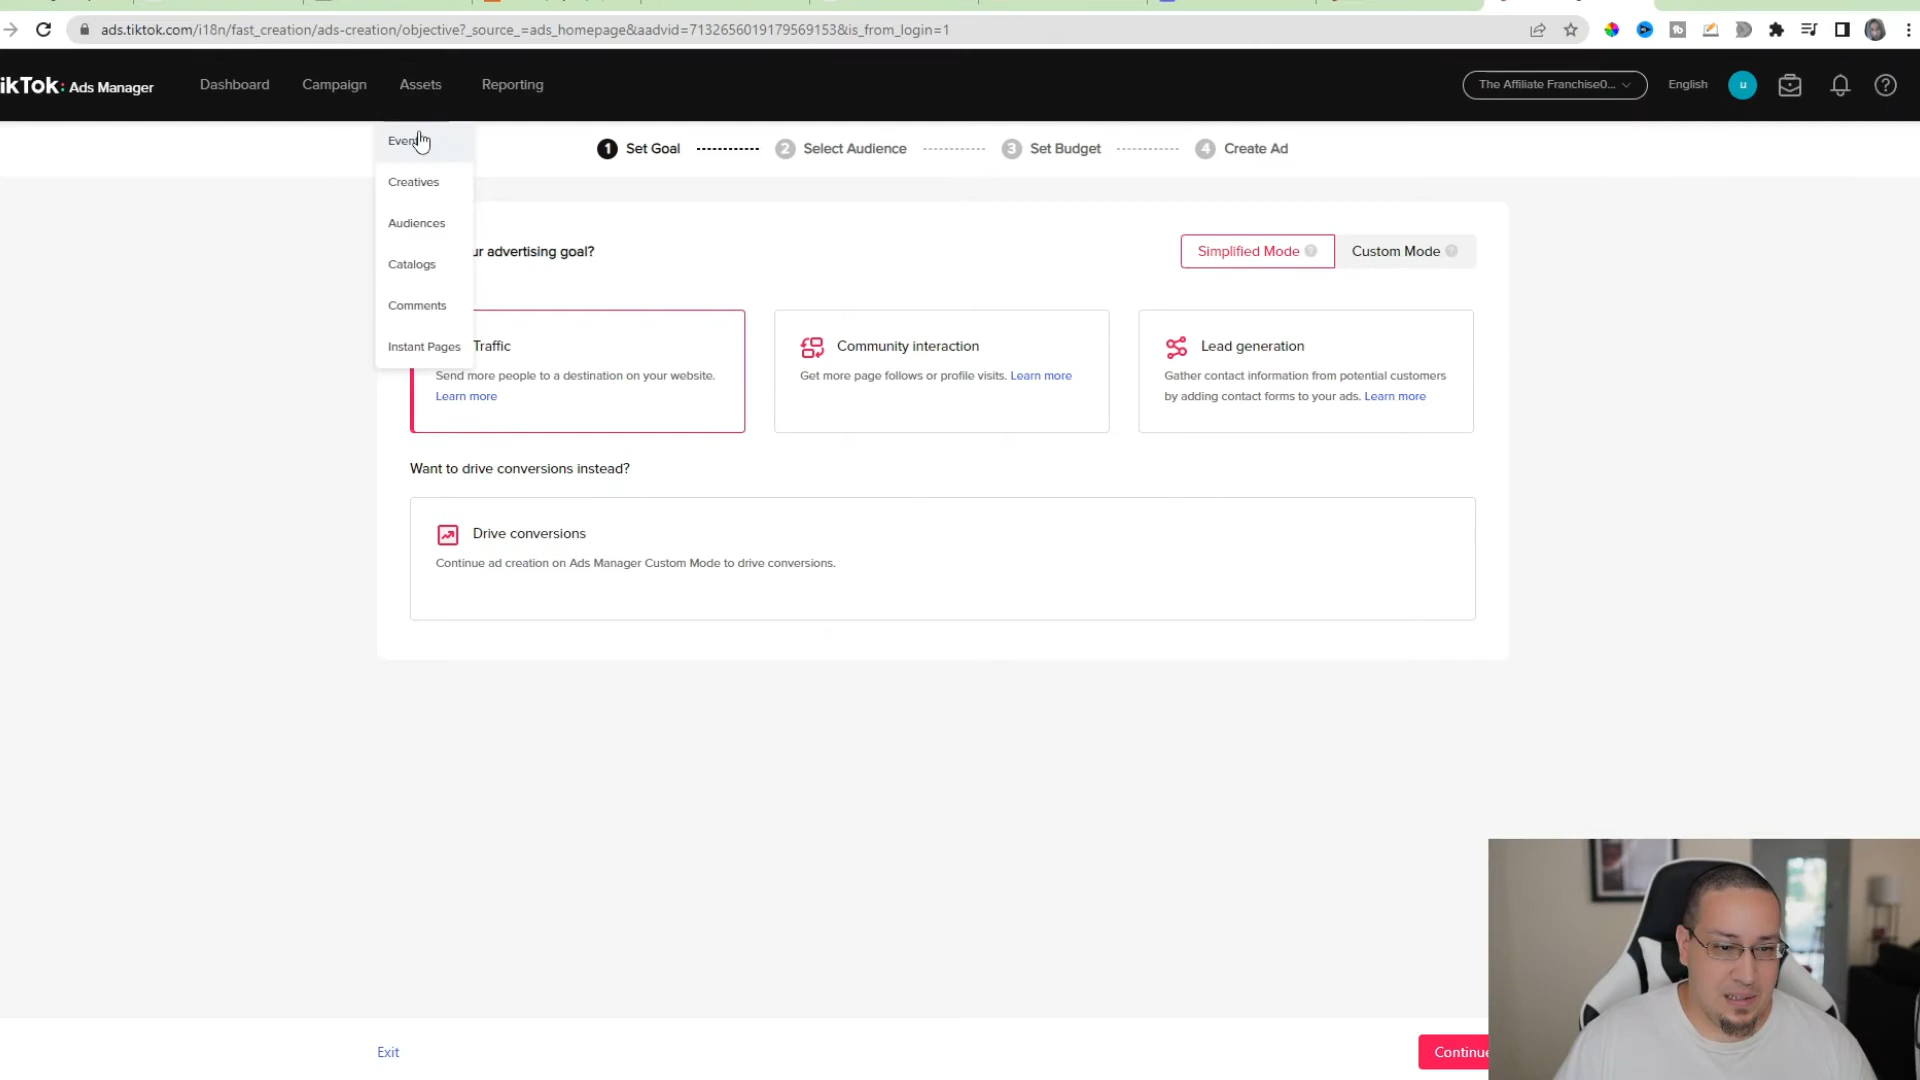 ads.tiktok.com/i18n/fast_creation/ads-creation/objective?_source_=ads_homepage&aadvid=7132656019179569153&is_from_login=1
ikTok: Ads Manager
Dashboard
Campaign
Assets
Reporting
The Affiliate Franchise0...
English
u
Creatives
Audiences
Catalogs
Comments
Instant Pages
1 Set Goal
2 Select Audience
3 Set Budget
4 Create Ad
ur advertising goal?
Simplified Mode
Custom Mode
Traffic
Send more people to a destination on your website.
Learn more
Community interaction
Get more page follows or profile visits. Learn more
Lead generation
Gather contact information from potential customers
by adding contact forms to your ads. Learn more
Want to drive conversions instead?
Drive conversions
Continue ad creation on Ads Manager Custom Mode to drive conversions.
Exit
Continue